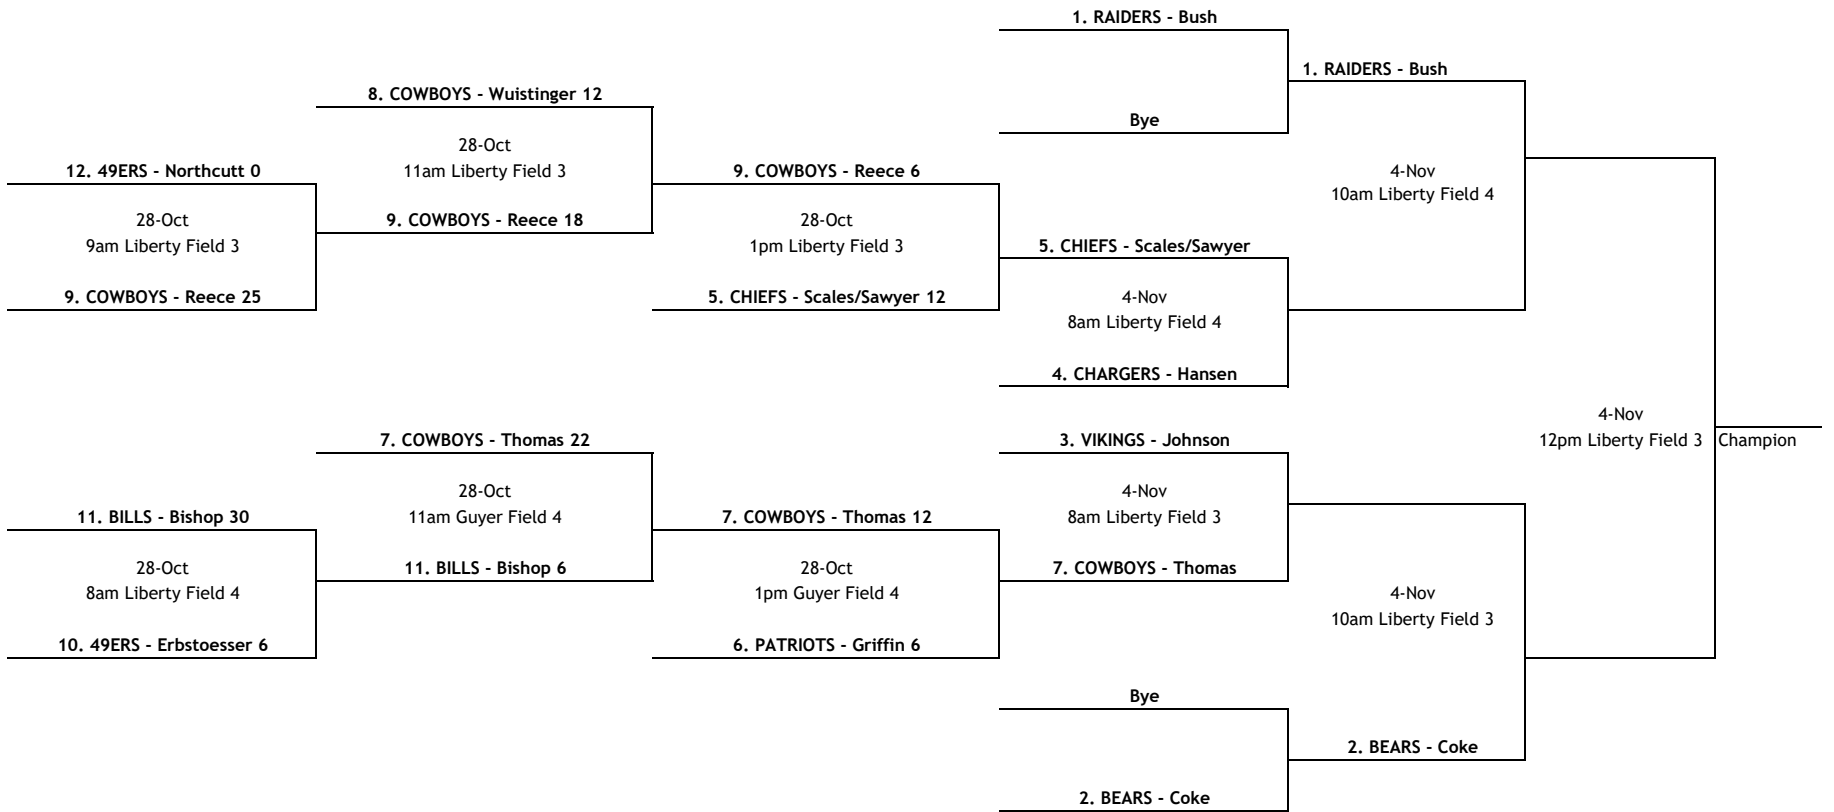 1. RAIDERS - Bush
1. RAIDERS - Bush
8. COWBOYS - Wuistinger 12
Bye
28-Oct
11am Liberty Field 3
12. 49ERS - Northcutt 0
9. COWBOYS - Reece 6
4-Nov
10am Liberty Field 4
28-Oct
9am Liberty Field 3
9. COWBOYS - Reece 18
28-Oct
1pm Liberty Field 3
5. CHIEFS - Scales/Sawyer
9. COWBOYS - Reece 25
5. CHIEFS - Scales/Sawyer 12
4-Nov
8am Liberty Field 4
4. CHARGERS - Hansen
4-Nov
12pm Liberty Field 3
Champion
7. COWBOYS - Thomas 22
3. VIKINGS - Johnson
28-Oct
11am Guyer Field 4
4-Nov
8am Liberty Field 3
11. BILLS - Bishop 30
7. COWBOYS - Thomas 12
28-Oct
8am Liberty Field 4
11. BILLS - Bishop 6
28-Oct
1pm Guyer Field 4
7. COWBOYS - Thomas
4-Nov
10am Liberty Field 3
10. 49ERS - Erbstoesser 6
6. PATRIOTS - Griffin 6
Bye
2. BEARS - Coke
2. BEARS - Coke